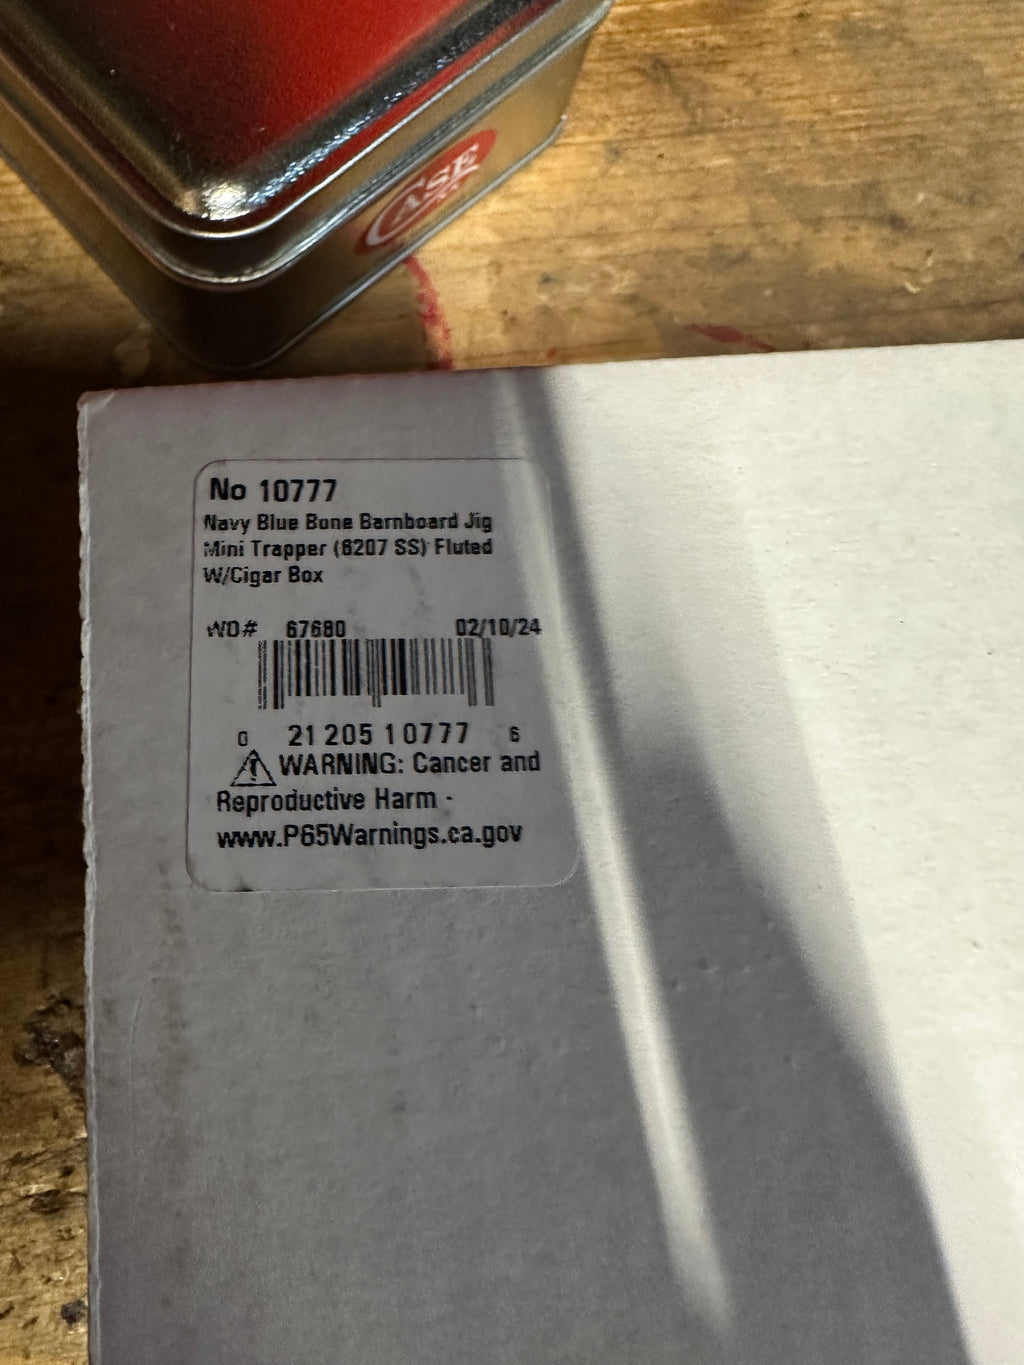 CASE
No 10777
Navy Blue Bone Barnboard Jig
Mini Trapper (6207 SS) Fluted
W/Cigar Box
WO# 67680 02/10/24
0 21205 10777 6
WARNING: Cancer and
Reproductive Harm -
www.P65Warnings.ca.gov